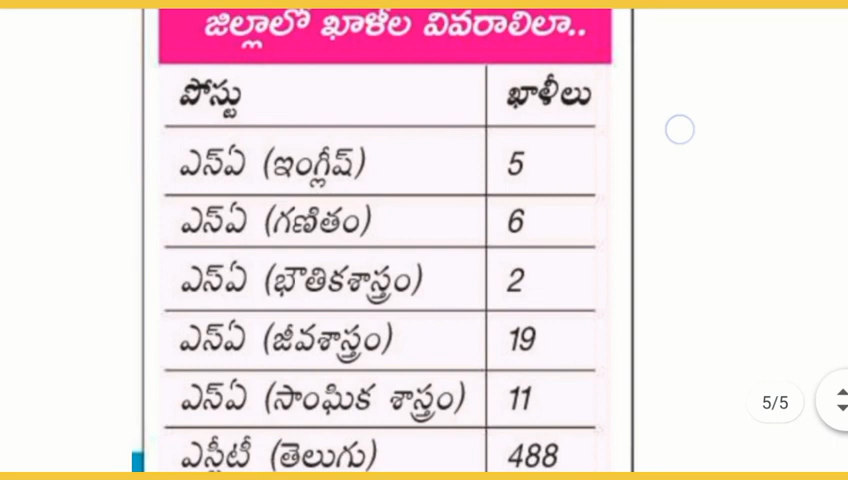 జిల్లాలో ఖాళీల వివరాలిలా..
పోస్టు ఖాళీలు
ఎస్ఏ (ఇంగ్లీష్) 5
ఎస్ఏ (గణితం) 6
ఎస్ఏ (భౌతికశాస్త్రం) 2
ఎస్ఏ (జీవశాస్త్రం) 19
ఎస్ఏ (సాంఘిక శాస్త్రం) 11
ఎస్జీటీ (తెలుగు) 488
5/5